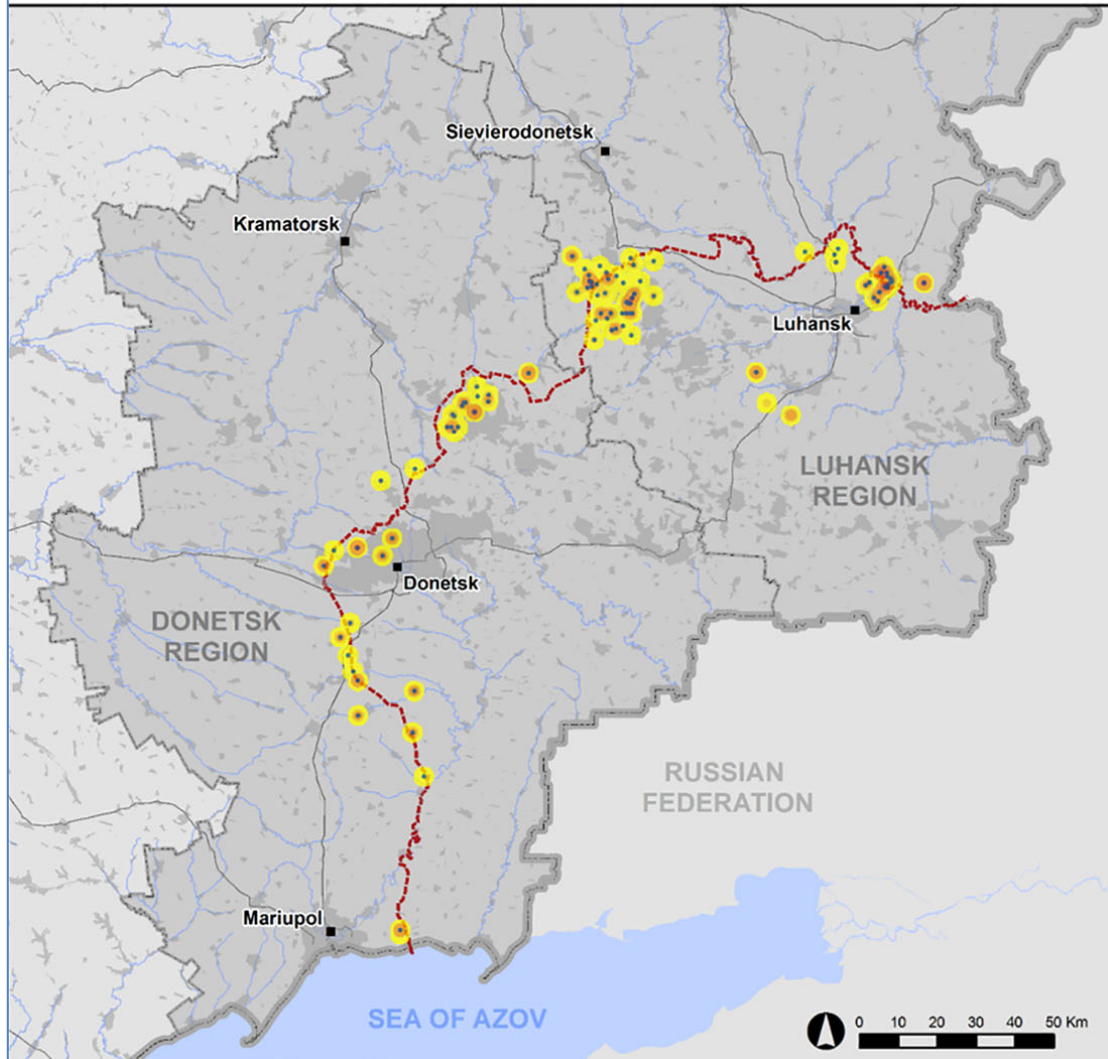 Sievierodonetsk
Kramatorsk
Luhansk
LUHANSK
REGION
Donetsk
DONETSK
REGION
RUSSIAN
FEDERATION
Mariupol
SEA OF AZOV
0 10 20 30 40 50 Km